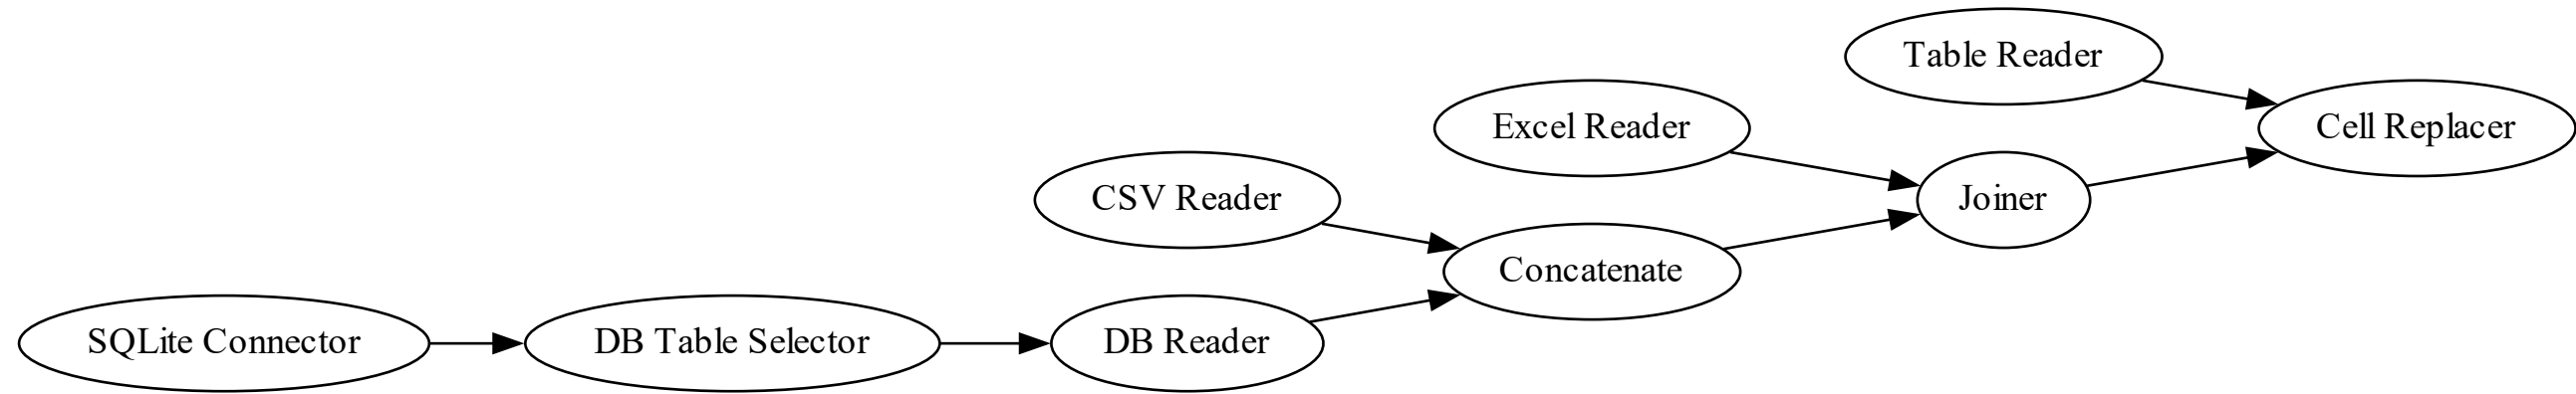 Table Reader
Excel Reader
Cell Replacer
CSV Reader
Joiner
Concatenate
SQLite Connector
DB Table Selector
DB Reader